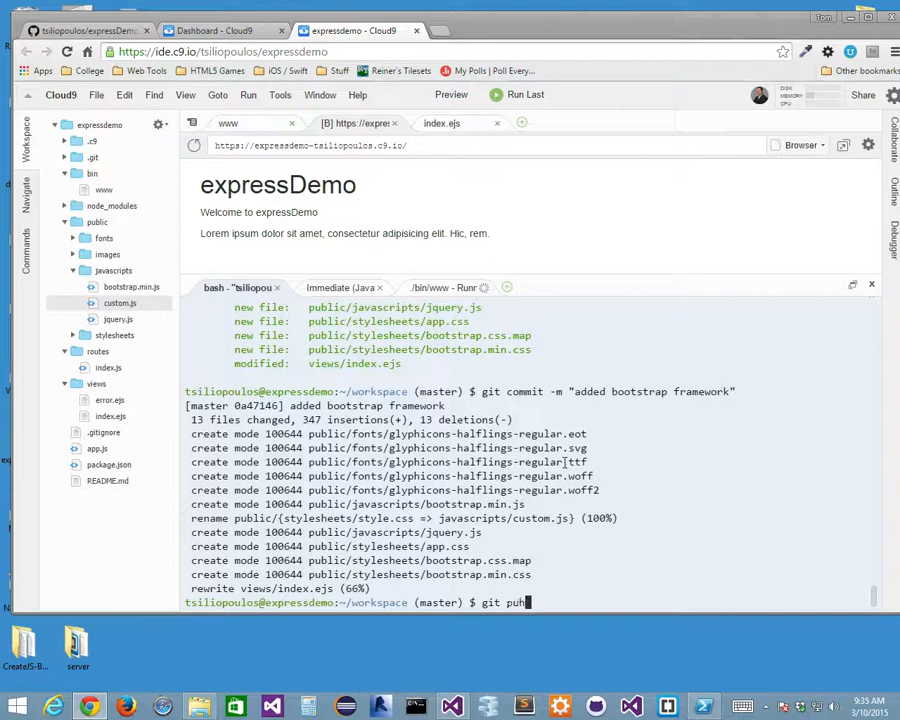 Tom
tsiliopoulos/expressDem
Dashboard - Cloud9
expressdemo - Cloud9
https://ide.c9.io/tsiliopoulos/expressdemo
Apps College Web Tools HTML5 Games iOS / Swift Stuff Reiner's Tilesets My Polls | Poll Every... Other bookmarks
Cloud9 File Edit Find View Goto Run Tools Window Help Preview Run Last DISK MEMORY CPU Share
Workspace
Navigate
Commands
expressdemo
.c9
.git
bin
www
node_modules
public
fonts
images
javascripts
bootstrap.min.js
custom.js
jquery.js
stylesheets
routes
index.js
views
error.ejs
index.ejs
.gitignore
app.js
package.json
README.md
www [B] https://expres index.ejs
https://expressdemo-tsiliopoulos.c9.io/ Browser
expressDemo
Welcome to expressDemo
Lorem ipsum dolor sit amet, consectetur adipisicing elit. Hic, rem.
Collaborate
Outline
Debugger
bash - "tsiliopou Immediate (Java ./bin/www - Runr
new file: public/javascripts/jquery.js
new file: public/stylesheets/app.css
new file: public/stylesheets/bootstrap.css.map
new file: public/stylesheets/bootstrap.min.css
modified: views/index.ejs
tsiliopoulos@expressdemo:~/workspace (master) $ git commit -m "added bootstrap framework"
[master 0a47146] added bootstrap framework
13 files changed, 347 insertions(+), 13 deletions(-)
create mode 100644 public/fonts/glyphicons-halflings-regular.eot
create mode 100644 public/fonts/glyphicons-halflings-regular.svg
create mode 100644 public/fonts/glyphicons-halflings-regular.ttf
create mode 100644 public/fonts/glyphicons-halflings-regular.woff
create mode 100644 public/fonts/glyphicons-halflings-regular.woff2
create mode 100644 public/javascripts/bootstrap.min.js
rename public/{stylesheets/style.css => javascripts/custom.js} (100%)
create mode 100644 public/javascripts/jquery.js
create mode 100644 public/stylesheets/app.css
create mode 100644 public/stylesheets/bootstrap.css.map
create mode 100644 public/stylesheets/bootstrap.min.css
rewrite views/index.ejs (66%)
tsiliopoulos@expressdemo:~/workspace (master) $ git puh
CreateJS-B... server
9:35 AM
3/10/2015